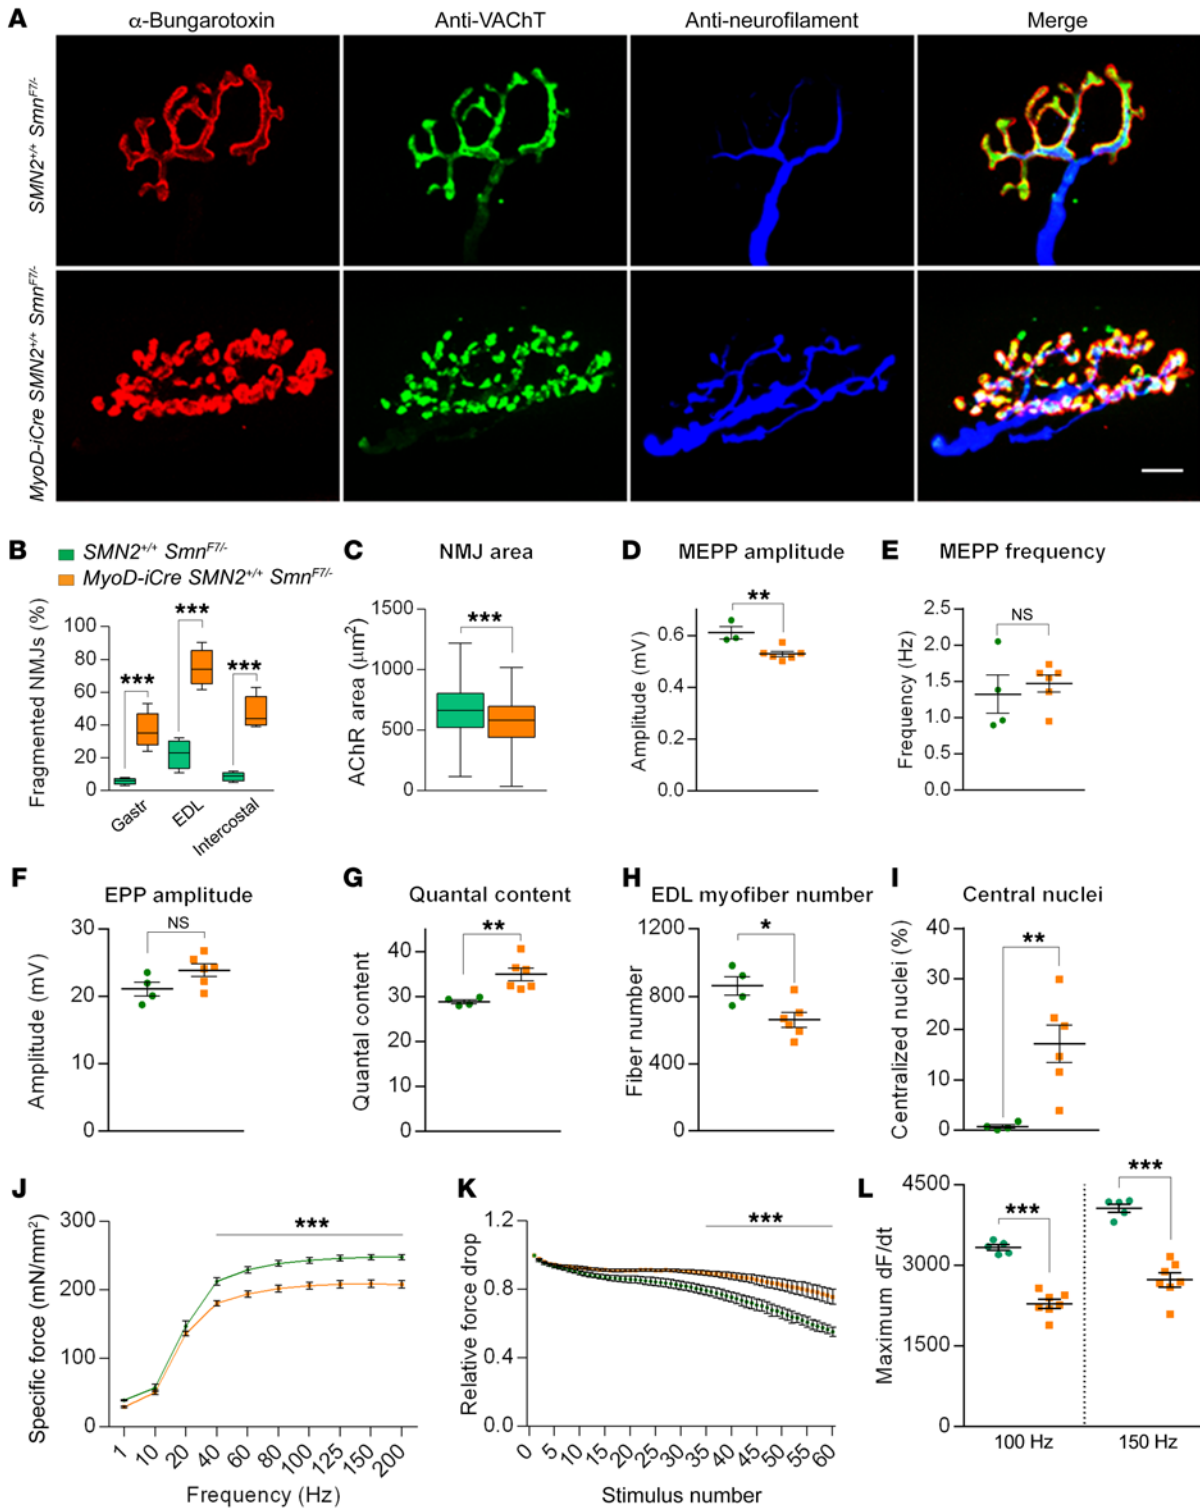 A
α-Bungarotoxin
Anti-VAChT
Anti-neurofilament
Merge
SMN2+/+ SmnF7/-
MyoD-iCre SMN2+/+ SmnF7/-
B
SMN2+/+ SmnF7/-
MyoD-iCre SMN2+/+ SmnF7/-
Fragmented NMJs (%)
100
80
60
40
20
0
***
***
***
Gastr
EDL
Intercostal
C
NMJ area
AChR area (μm2)
1500
1000
500
0
***
D
MEPP amplitude
Amplitude (mV)
0.6
0.4
0.2
0.0
**
E
MEPP frequency
Frequency (Hz)
2.5
2.0
1.5
1.0
0.5
0.0
NS
F
EPP amplitude
Amplitude (mV)
30
20
10
0
NS
G
Quantal content
Quantal content
40
30
20
10
0
**
H
EDL myofiber number
Fiber number
1200
800
400
0
*
I
Central nuclei
Centralized nuclei (%)
40
30
20
10
0
**
J
Specific force (mN/mm2)
300
200
100
0
***
1
10
20
40
60
80
100
125
150
200
Frequency (Hz)
K
Relative force drop
1.2
0.8
0.4
0.0
***
0
5
10
15
20
25
30
35
40
45
50
55
60
Stimulus number
L
Maximum dF/dt
4500
3000
1500
0
***
***
100 Hz
150 Hz